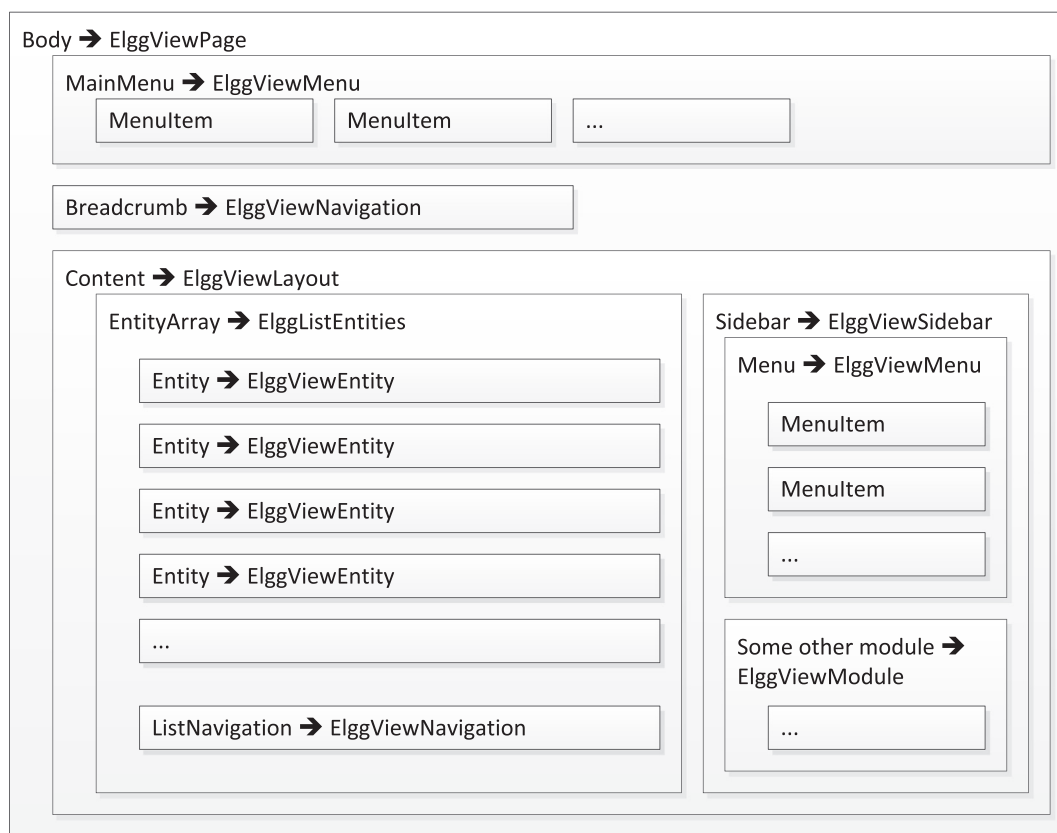 Body ➔ ElggViewPage
MainMenu ➔ ElggViewMenu
MenuItem
MenuItem
...
Breadcrumb ➔ ElggViewNavigation
Content ➔ ElggViewLayout
EntityArray ➔ ElggListEntities
Entity ➔ ElggViewEntity
Entity ➔ ElggViewEntity
Entity ➔ ElggViewEntity
Entity ➔ ElggViewEntity
...
ListNavigation ➔ ElggViewNavigation
Sidebar ➔ ElggViewSidebar
Menu ➔ ElggViewMenu
MenuItem
MenuItem
...
Some other module ➔
ElggViewModule
...